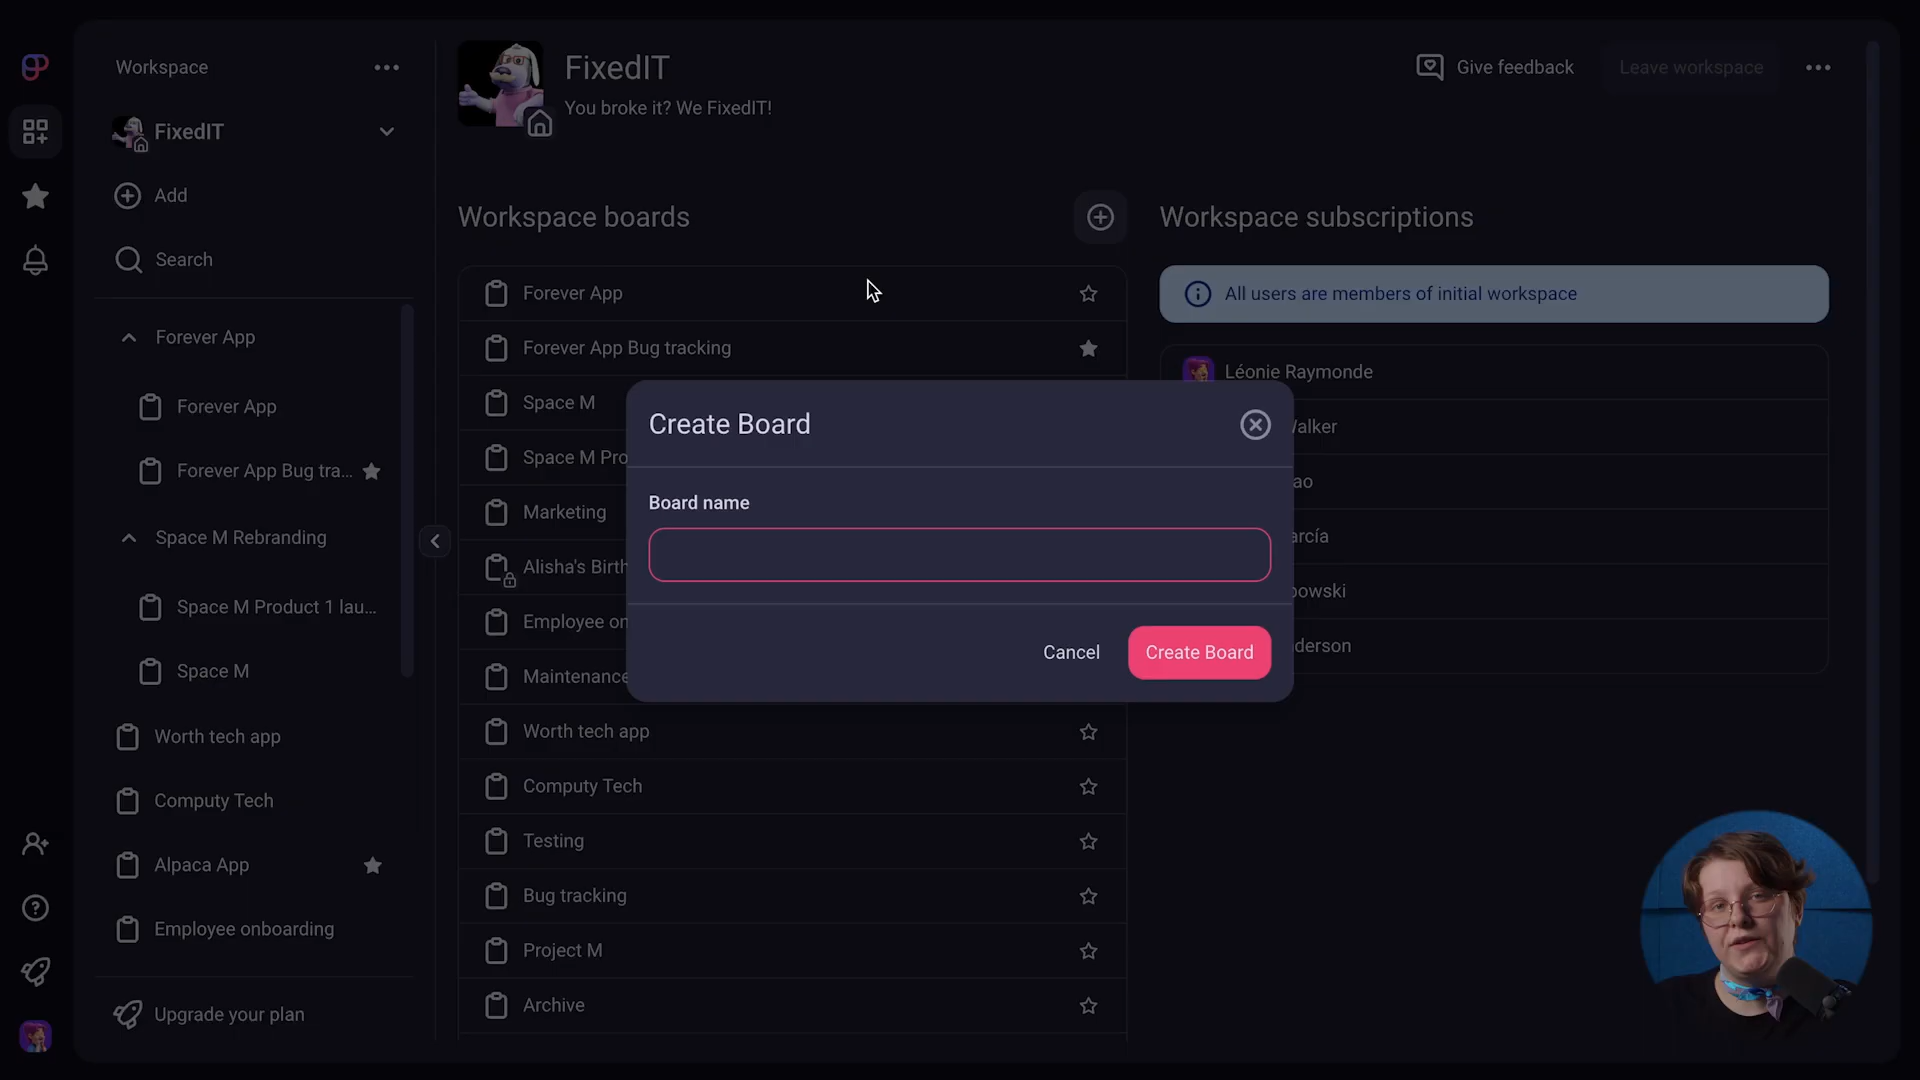 Workspace
FixedIT
Add
Search
Forever App
Forever App
Forever App Bug tra...
Space M Rebranding
Space M Product 1 lau...
Space M
Worth tech app
Computy Tech
Alpaca App
Employee onboarding
Upgrade your plan
FixedIT
You broke it? We FixedIT!
Give feedback
Leave workspace
Workspace boards
Forever App
Forever App Bug tracking
Space M
Space M Pro
Marketing
Alisha's Birth
Employee on
Maintenance
Worth tech app
Computy Tech
Testing
Bug tracking
Project M
Archive
Workspace subscriptions
All users are members of initial workspace
Léonie Raymonde
Walker
ao
arcía
bowski
derson
Create Board
Board name
Cancel
Create Board